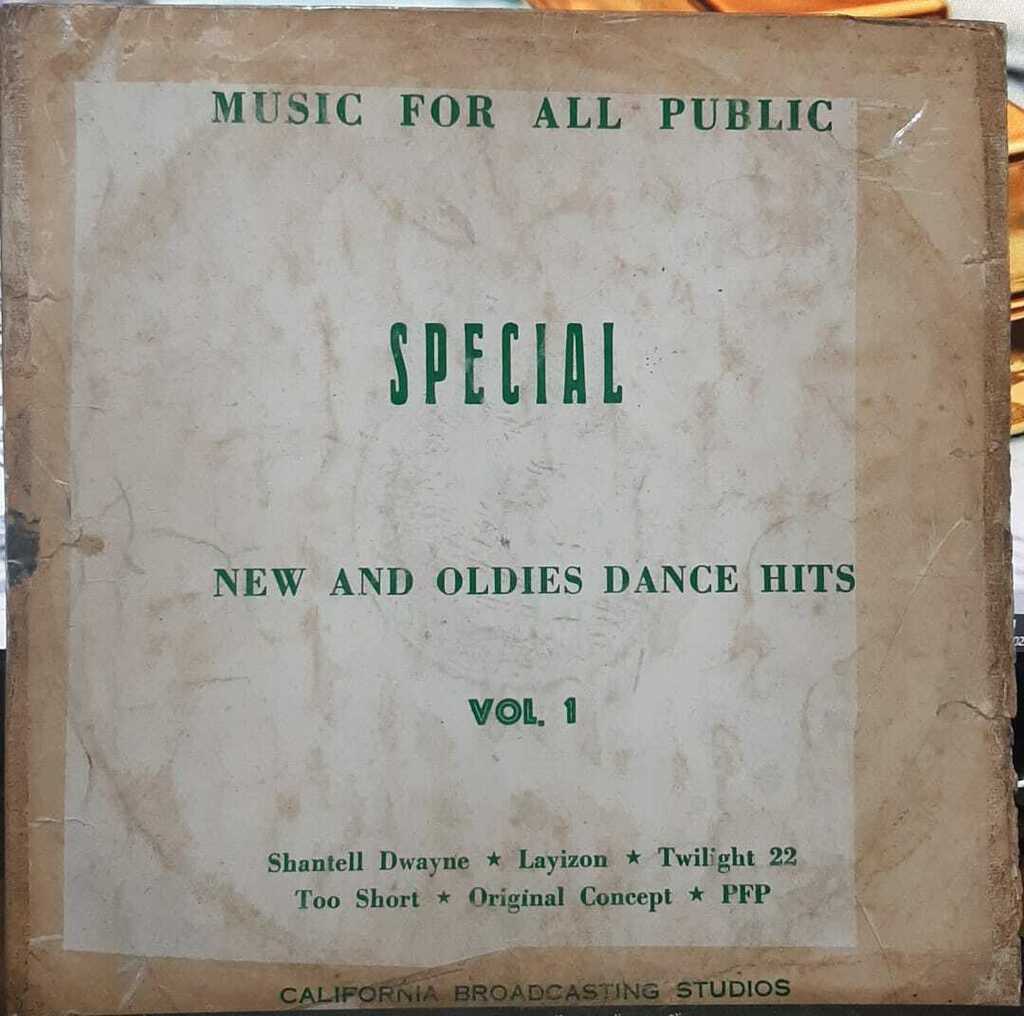 MUSIC FOR ALL PUBLIC
SPECIAL
NEW AND OLDIES DANCE HITS
VOL. 1
Shantell Dwayne ★ Layizon ★ Twilight 22
Too Short ★ Original Concept ★ PFP
CALIFORNIA BROADCASTING STUDIOS